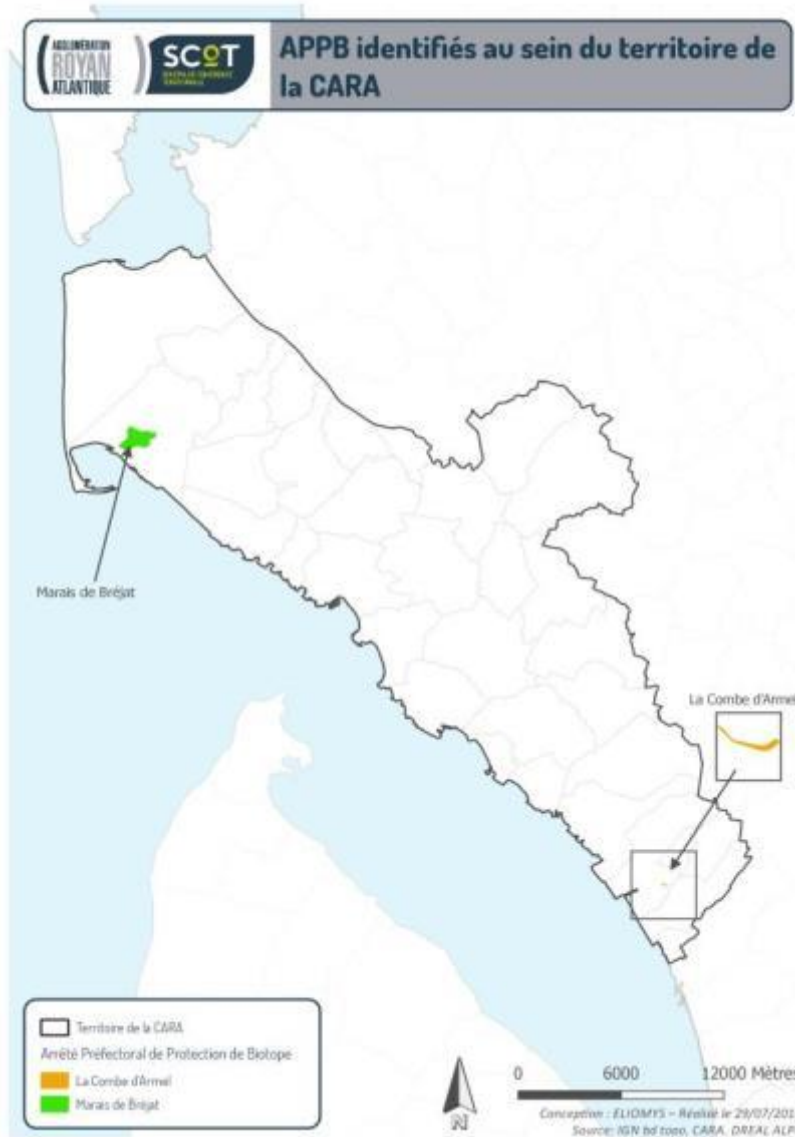 AGGLOMÉRATION
ROYAN
ATLANTIQUE
SCOT
APPB identifiés au sein du territoire de
la CARA
Marais de Bréjat
La Combe d'Armel
Territoire de la CARA
Arrêté Préfectoral de Protection de Biotope
La Combe d'Armel
Marais de Bréjat
N
0 6000 12000 Mètres
Conception : ELIOMYS – Réalisé le 29/07/201
Source: IGN bd topo, CARA, DREAL ALP